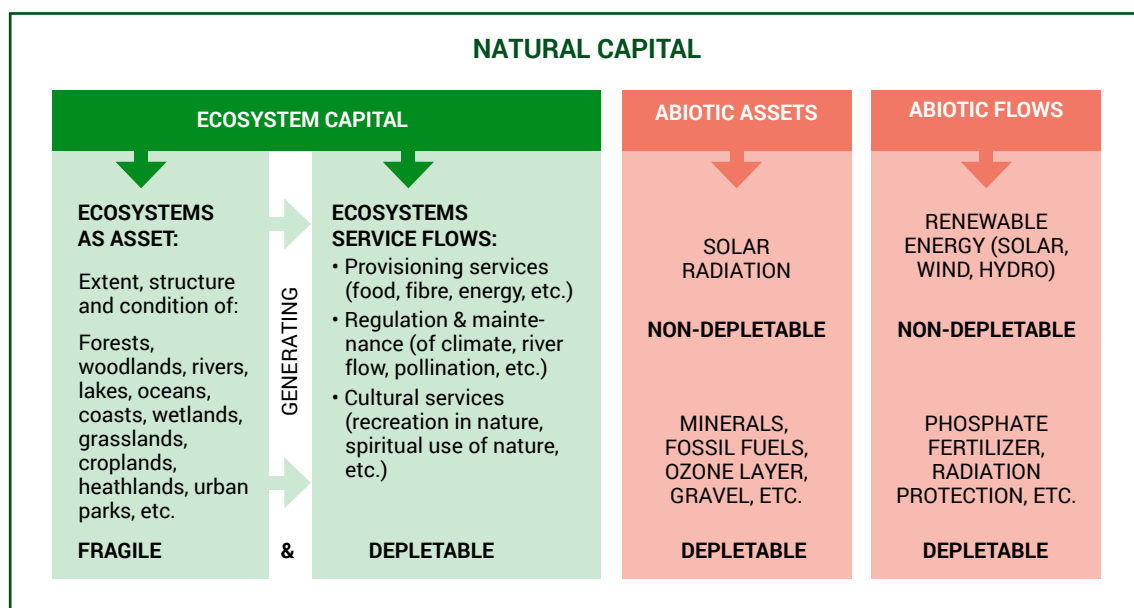 NATURAL CAPITAL
ECOSYSTEM CAPITAL
ECOSYSTEMS
AS ASSET:
Extent, structure
and condition of:
Forests,
woodlands, rivers,
lakes, oceans,
coasts, wetlands,
grasslands,
croplands,
heathlands, urban
parks, etc.
FRAGILE
GENERATING
&
ECOSYSTEMS
SERVICE FLOWS:
• Provisioning services
(food, fibre, energy, etc.)
• Regulation & mainte-
nance (of climate, river
flow, pollination, etc.)
• Cultural services
(recreation in nature,
spiritual use of nature,
etc.)
DEPLETABLE
ABIOTIC ASSETS
SOLAR
RADIATION
NON-DEPLETABLE
MINERALS,
FOSSIL FUELS,
OZONE LAYER,
GRAVEL, ETC.
DEPLETABLE
ABIOTIC FLOWS
RENEWABLE
ENERGY (SOLAR,
WIND, HYDRO)
NON-DEPLETABLE
PHOSPHATE
FERTILIZER,
RADIATION
PROTECTION, ETC.
DEPLETABLE